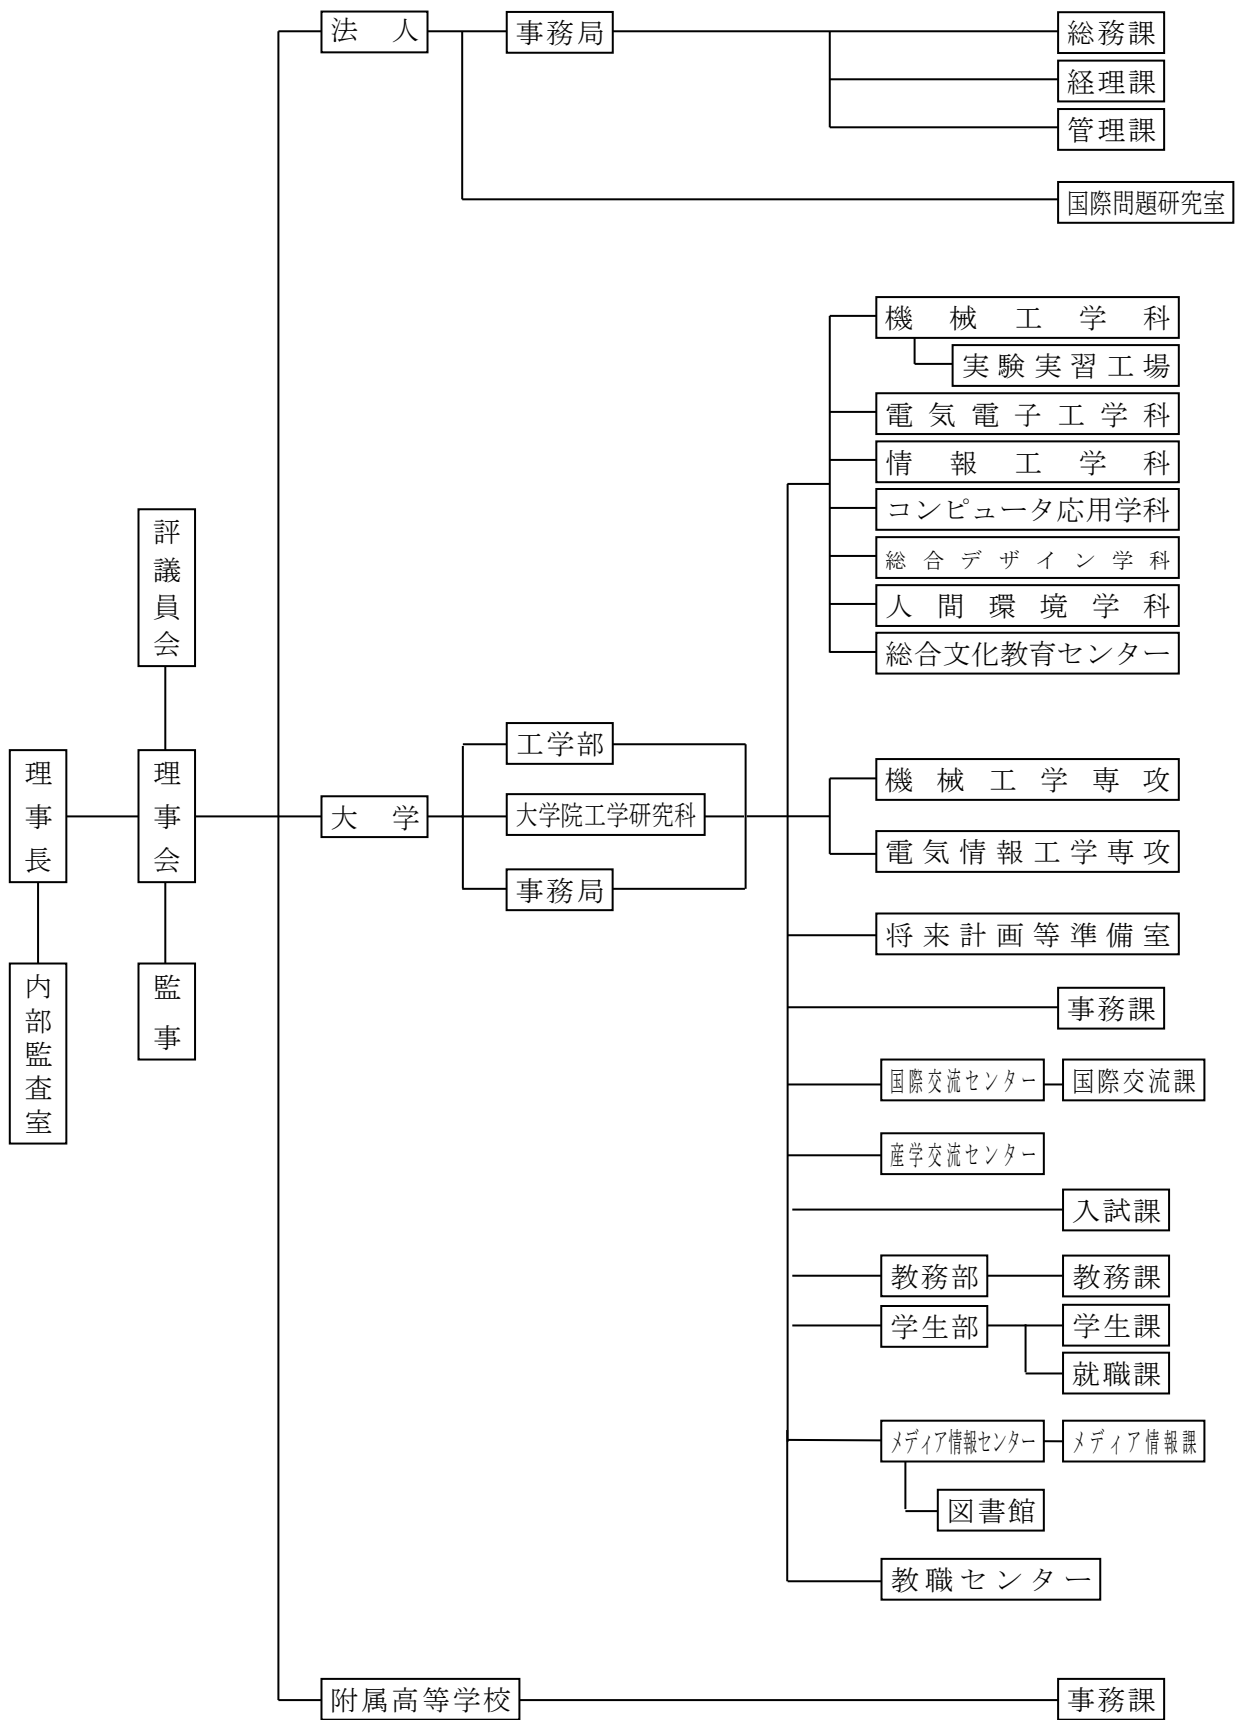 法人
事務局
総務課
経理課
管理課
国際問題研究室
機械工学科
実験実習工場
電気電子工学科
情報工学科
コンピュータ応用学科
総合デザイン学科
人間環境学科
総合文化教育センター
評議員会
理事長
理事会
大学
工学部
大学院工学研究科
事務局
機械工学専攻
電気情報工学専攻
内部監査室
監事
将来計画等準備室
事務課
国際交流センター
国際交流課
産学交流センター
入試課
教務部
教務課
学生部
学生課
就職課
メディア情報センター
メディア情報課
図書館
教職センター
附属高等学校
事務課